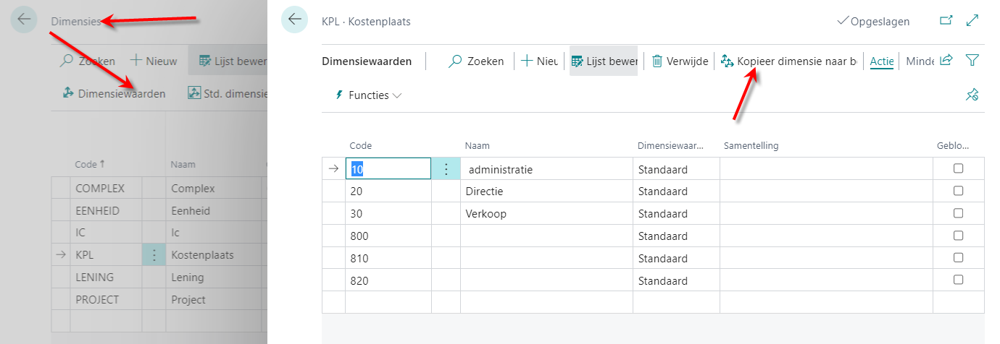 Dimensies
Zoeken Nieuw Lijst bewer
Dimensiewaarden Std. dimensie
Code↑ Naam
COMPLEX Complex
EENHEID Eenheid
IC Ic
KPL Kostenplaats
LENING Lening
PROJECT Project
KPL · Kostenplaats Opgeslagen
Dimensiewaarden Zoeken Nieu Lijst bewer Verwijde Kopieer dimensie naar b Actie Minde
Functies
Code Naam Dimensiewaar... Samentelling Geblo...
10 administratie Standaard
20 Directie Standaard
30 Verkoop Standaard
800 Standaard
810 Standaard
820 Standaard